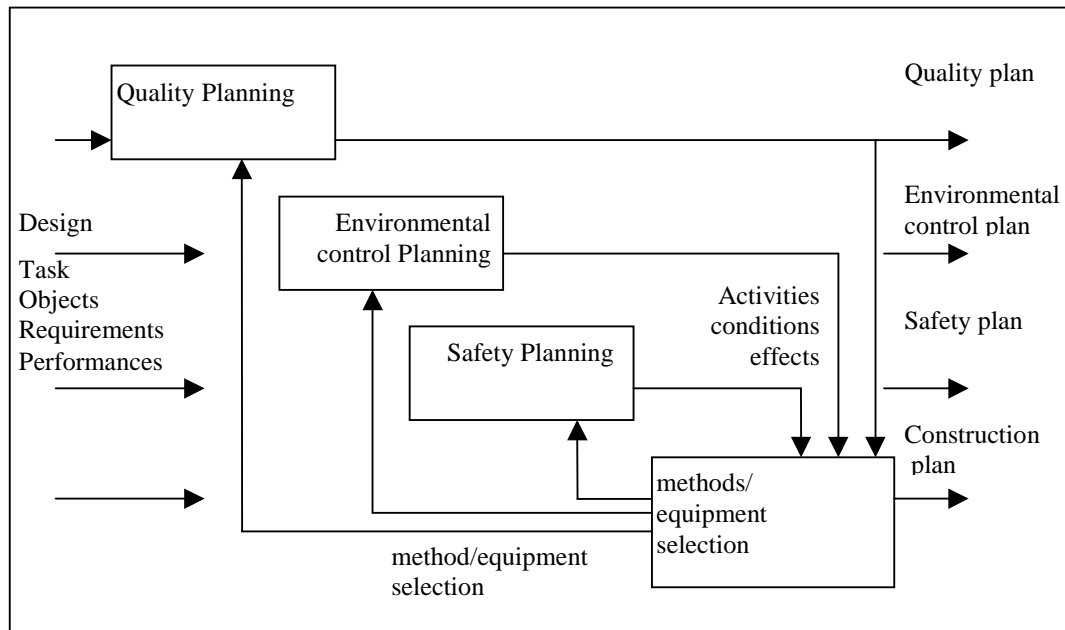 Quality Planning
Quality plan
Design
Task
Objects
Requirements
Performances
Environmental
control Planning
Environmental
control plan
Activities
conditions
effects
Safety Planning
Safety plan
Construction
plan
methods/
equipment
selection
method/equipment
selection